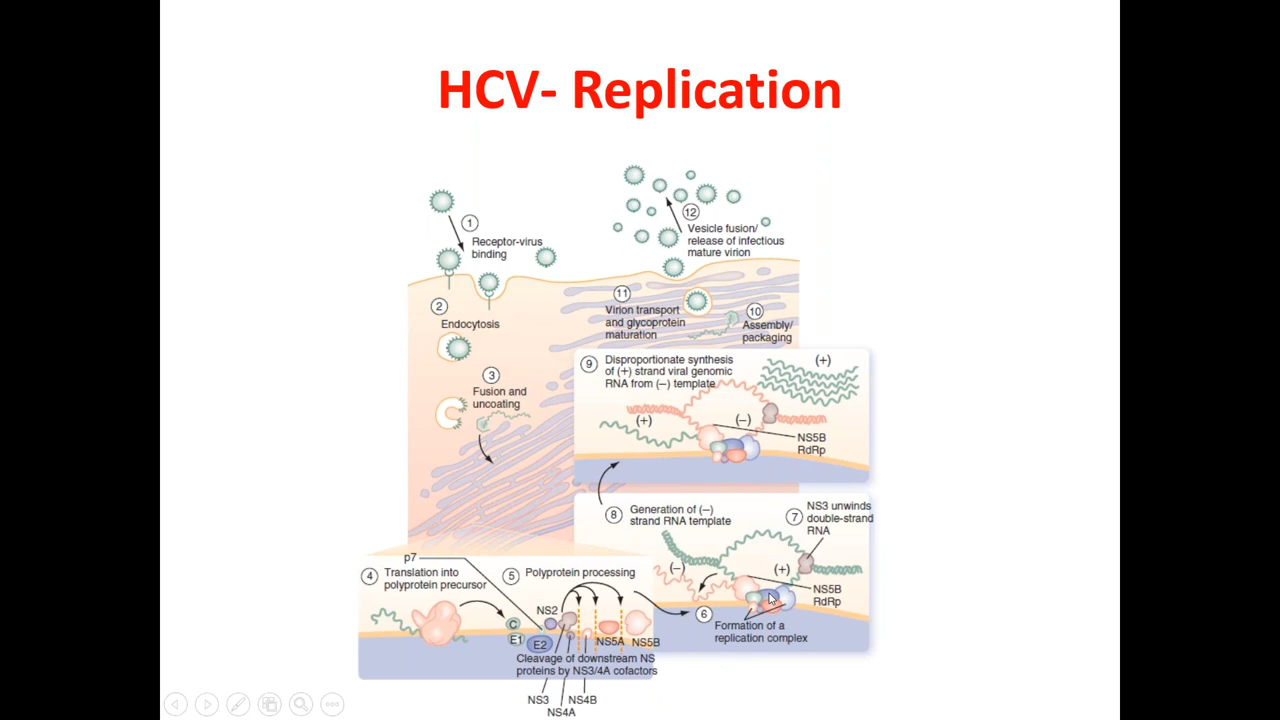 HCV- Replication
1
Receptor-virus
binding
2
Endocytosis
3
Fusion and
uncoating
12
Vesicle fusion/
release of infectious
mature virion
11
Virion transport
and glycoprotein
maturation
10
Assembly/
packaging
9
Disproportionate synthesis
of (+) strand viral genomic
RNA from (−) template
(+)
(+)
(−)
NS5B
RdRp
8
Generation of (−)
strand RNA template
7
NS3 unwinds
double-strand
RNA
(−)
(+)
NS5B
RdRp
6
Formation of a
replication complex
p7
4
Translation into
polyprotein precursor
5
Polyprotein processing
NS2
C
E1
E2
NS5A
NS5B
Cleavage of downstream NS
proteins by NS3/4A cofactors
NS3
NS4B
NS4A